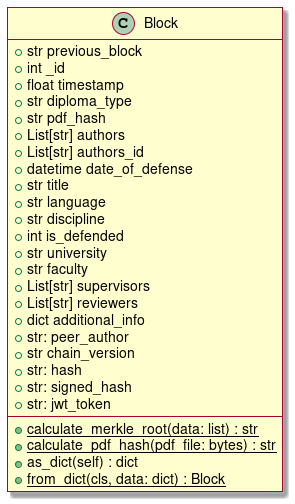 C Block
str previous_block
int _id
float timestamp
str diploma_type
str pdf_hash
List[str] authors
List[str] authors_id
datetime date_of_defense
str title
str language
str discipline
int is_defended
str university
str faculty
List[str] supervisors
List[str] reviewers
dict additional_info
str: peer_author
str chain_version
str: hash
str: signed_hash
str: jwt_token
calculate_merkle_root(data: list) : str
calculate_pdf_hash(pdf_file: bytes) : str
as_dict(self) : dict
from_dict(cls, data: dict) : Block